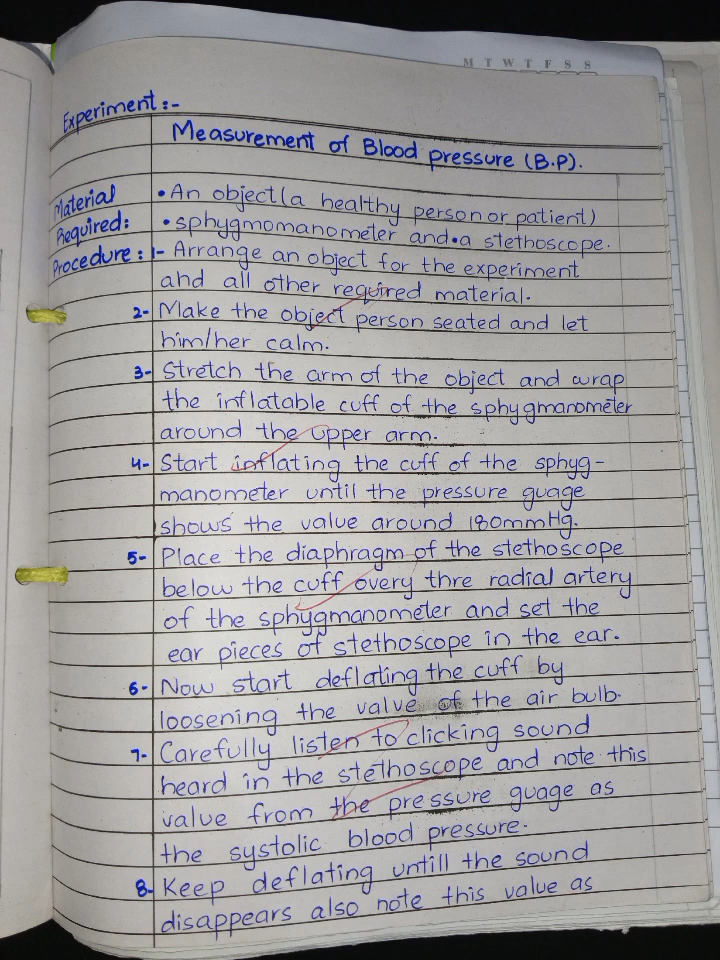 M T W T F S S
Experiment :-
Measurement of Blood pressure (B.P).
Material Required:
• An object (a healthy person or patient)
• sphygmomanometer and • a stethoscope.
Procedure : 1- Arrange an object for the experiment
and all other required material.
2- Make the object person seated and let
him/her calm.
3- Stretch the arm of the object and wrap
the inflatable cuff of the sphygmanometer
around the upper arm.
4- Start inflating the cuff of the sphyg-
manometer until the pressure guage
shows the value around 180mmHg.
5- Place the diaphragm of the stethoscope
below the cuff overy thre radial artery
of the sphygmanometer and set the
ear pieces of stethoscope in the ear.
6- Now start deflating the cuff by
loosening the valve of the air bulb.
7- Carefully listen to clicking sound
heard in the stethoscope and note this
value from the pressure guage as
the systolic blood pressure.
8- Keep deflating untill the sound
disappears also note this value as